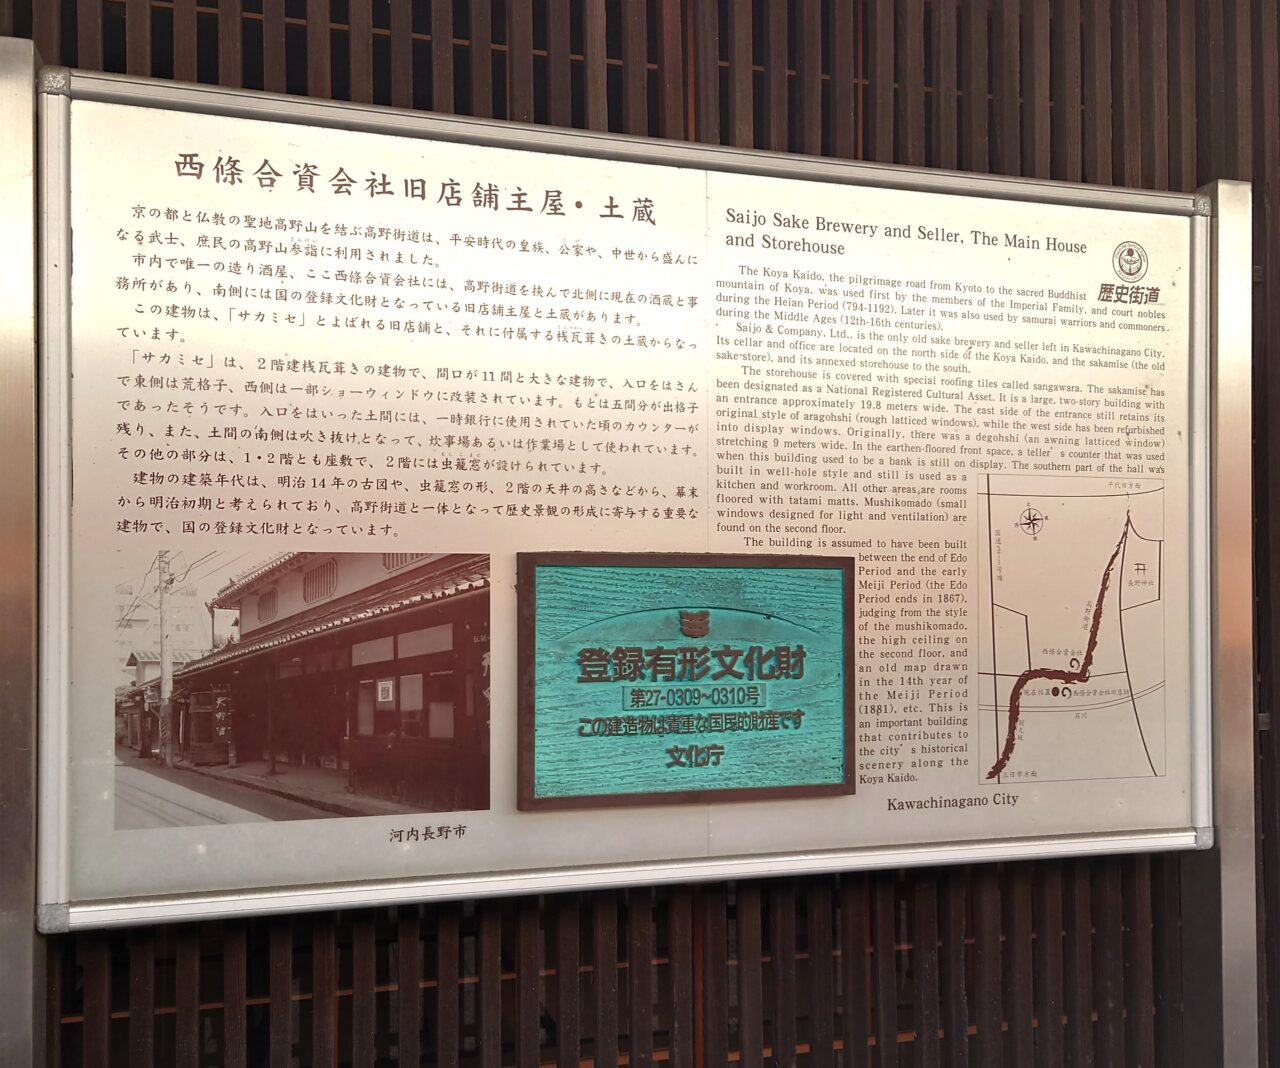 西條合資会社旧店舗主屋・土蔵
京の都と仏教の聖地高野山を結ぶ高野街道は、平安時代の皇族、公家や、中世から盛んに
なる武士、庶民の高野山参詣に利用されました。
市内で唯一の造り酒屋、ここ西條合資会社には、高野街道を挟んで北側に現在の酒蔵と事
務所があり、南側には国の登録文化財となっている旧店舗主屋と土蔵があります。
この建物は、「サカミセ」とよばれる旧店舗と、それに付属する桟瓦葺きの土蔵からなっ
ています。
「サカミセ」は、2階建桟瓦葺きの建物で、間口が11間と大きな建物で、入口をはさん
で東側は荒格子、西側は一部ショーウィンドウに改装されています。もとは五間分が出格子
であったそうです。入口をはいった土間には、一時銀行に使用されていた頃のカウンターが
残り、また、土間の南側は吹き抜けとなって、炊事場あるいは作業場として使われています。
その他の部分は、1・2階とも座敷で、2階には虫籠窓が設けられています。
建物の建築年代は、明治14年の古図や、虫籠窓の形、2階の天井の高さなどから、幕末
から明治初期と考えられており、高野街道と一体となって歴史景観の形成に寄与する重要な
建物で、国の登録文化財となっています。
河内長野市
登録有形文化財
第27-0309~0310号
この建造物は貴重な国民的財産です
文化庁
Saijo Sake Brewery and Seller, The Main House
and Storehouse
歴史街道
The Koya Kaido, the pilgrimage road from Kyoto to the sacred Buddhist
mountain of Koya, was used first by the members of the Imperial Family, and court nobles
during the Heian Period (794-1192). Later it was also used by samurai warriors and commoners
during the Middle Ages (12th-16th centuries).
Saijo & Company, Ltd., is the only old sake brewery and seller left in Kawachinagano City.
Its cellar and office are located on the north side of the Koya Kaido, and the sakamise (the old
sake-store), and its annexed storehouse to the south.
The storehouse is covered with special roofing tiles called sangawara. The sakamise has
been designated as a National Registered Cultural Asset. It is a large, two-story building with
an entrance approximately 19.8 meters wide. The east side of the entrance still retains its
original style of aragohshi (rough latticed windows), while the west side has been refurbished
into display windows. Originally, there was a degohshi (an awning latticed window)
stretching 9 meters wide. In the earthen-floored front space, a teller's counter that was used
when this building used to be a bank is still on display. The southern part of the hall was
built in well-hole style and still is used as a
kitchen and workroom. All other areas are rooms
floored with tatami matts. Mushikomado (small
windows designed for light and ventilation) are
found on the second floor.
The building is assumed to have been built
between the end of Edo
Period and the early
Meiji Period (the Edo
Period ends in 1867),
judging from the style
of the mushikomado,
the high ceiling on
the second floor, and
an old map drawn
in the 14th year of
the Meiji Period
(1881), etc. This is
an important building
that contributes to
the city's historical
scenery along the
Koya Kaido.
千代田方面
長野神社
高野街道
西條合資会社
現在位置
西條合資会社旧店舗
石川
三日市方面
Kawachinagano City